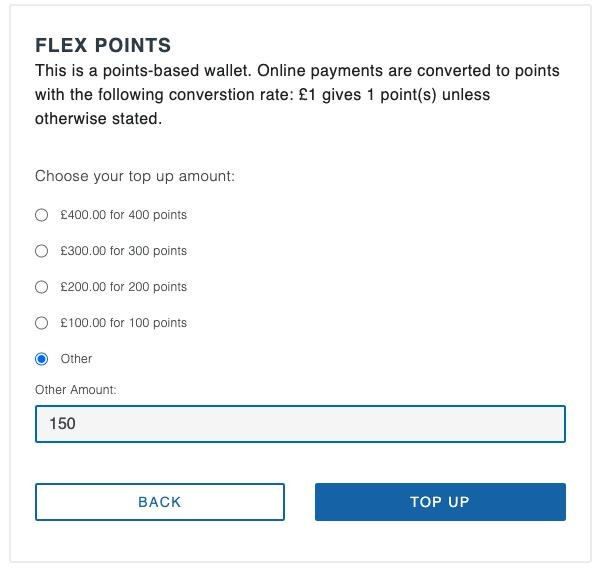 FLEX POINTS
This is a points-based wallet. Online payments are converted to points
with the following converstion rate: £1 gives 1 point(s) unless
otherwise stated.
Choose your top up amount:
£400.00 for 400 points
£300.00 for 300 points
£200.00 for 200 points
£100.00 for 100 points
Other
Other Amount:
150
BACK
TOP UP